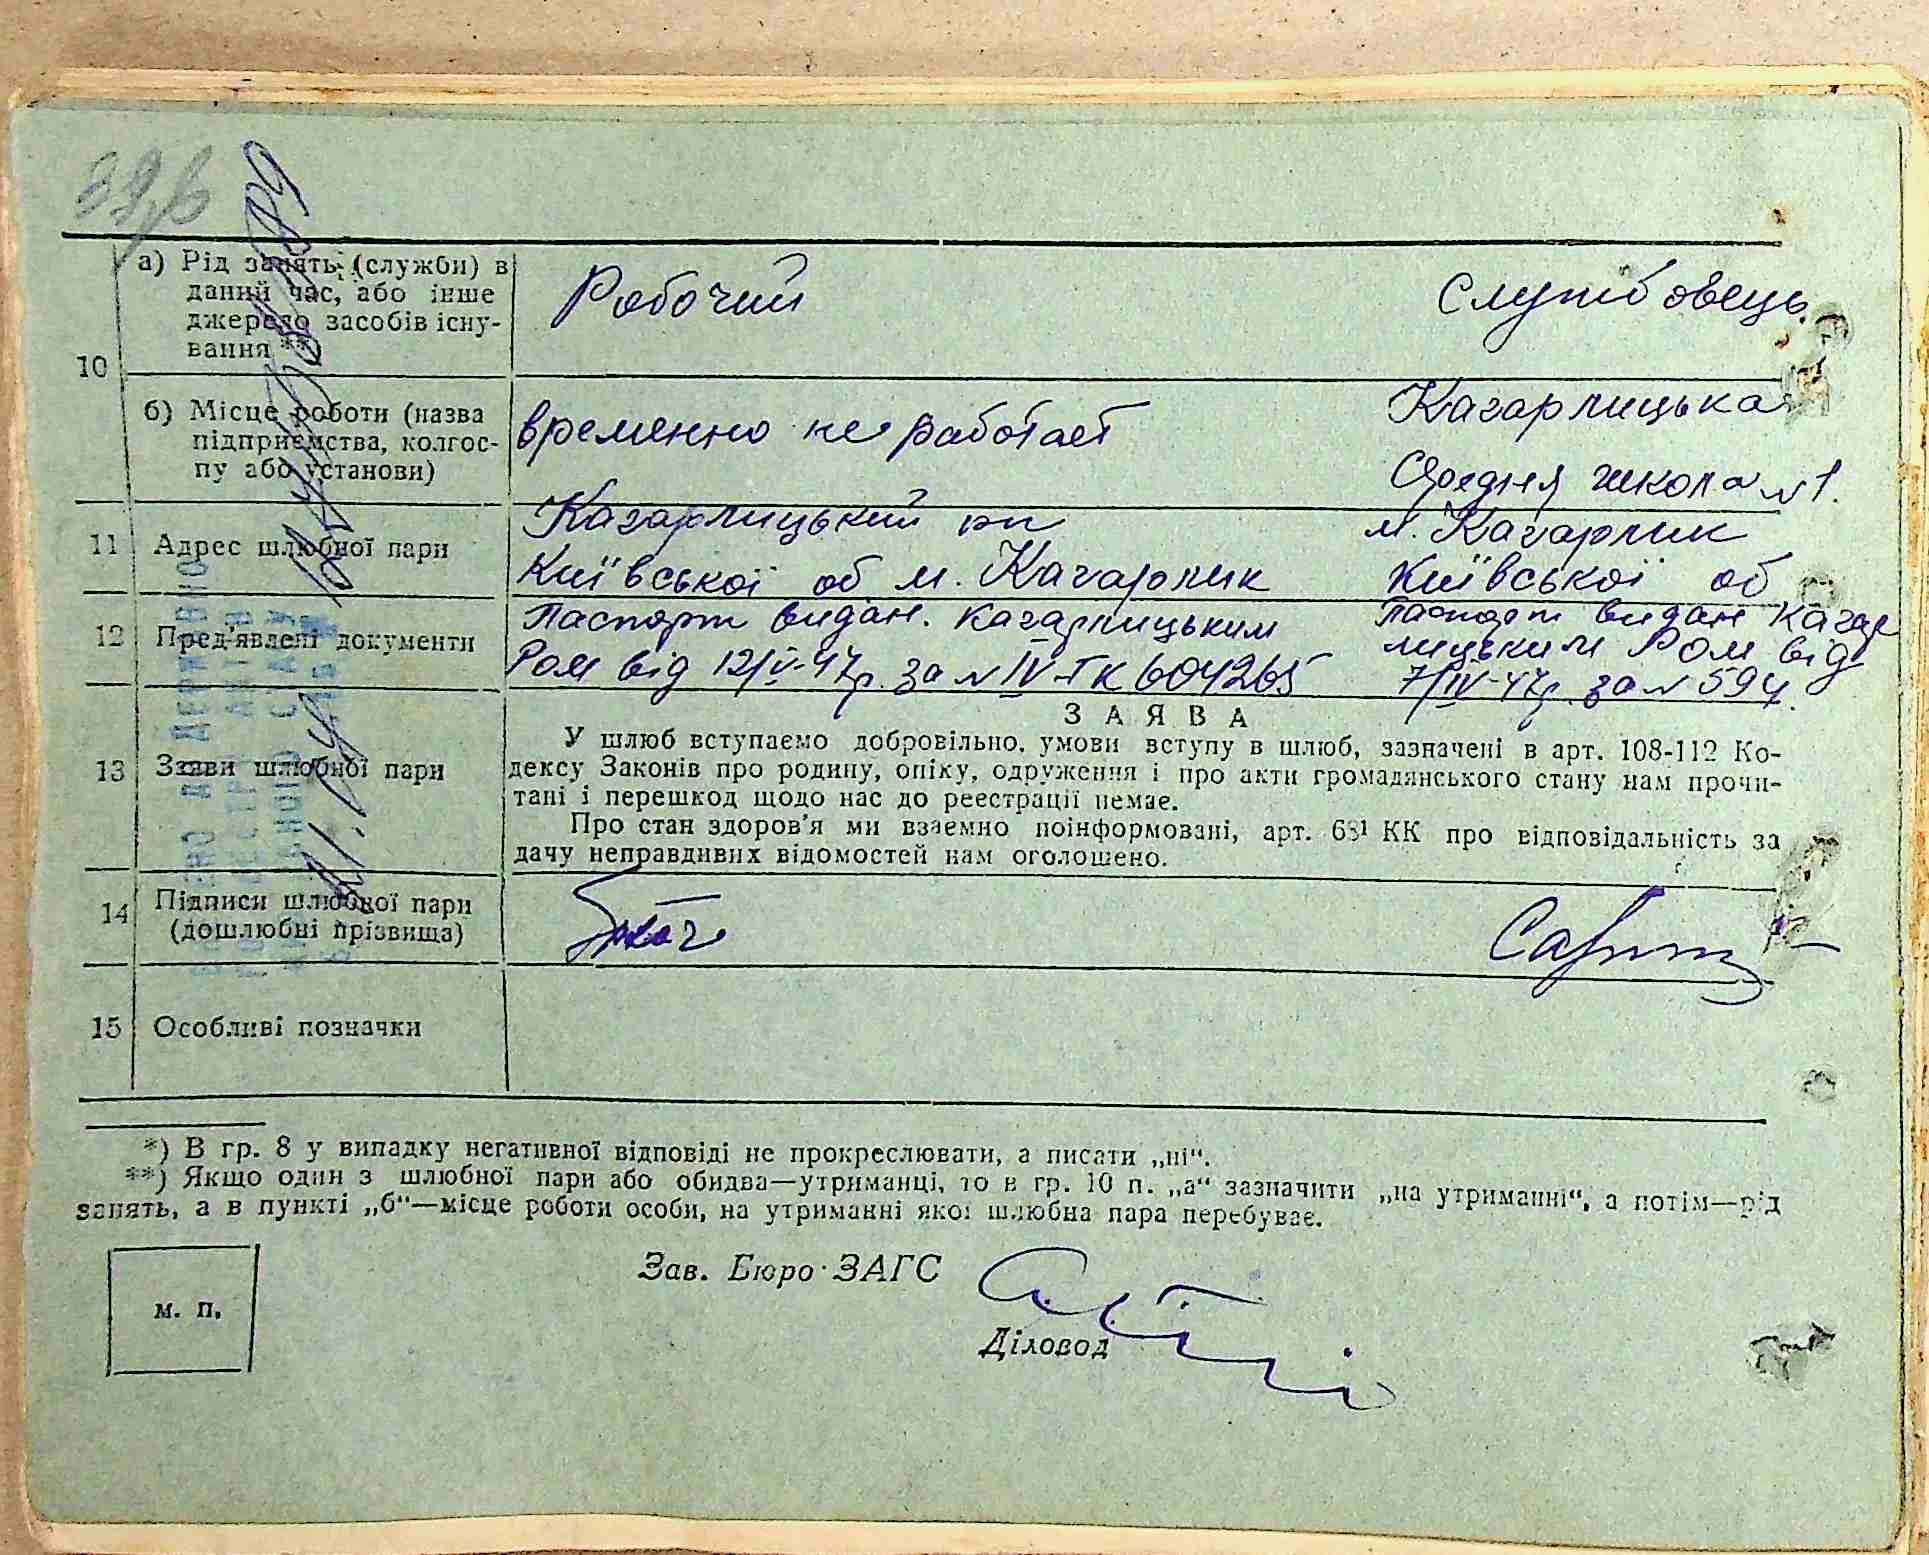 а) Рід занять (служби) в
данйй час, або інше
джерело засобів існу-
вання **)
Робочий
Службовець.
10
б) Місце роботи (назва
підприємства, колгос-
пу або установи)
временно не работает
Кагарлицька
Середня школа №1.
11
Адрес шлюбної пари
Кагарлицький рн
Київської об м. Кагарлик
м. Кагарлик
Київської об
12
Пред'явлені документи
Паспорт видан. Кагарлицьким
Ром від 12/V-47р. за № IV-ТК 604265
Паспорт видан Кагар
лицьким Ром від
7/IV-47р. за № 594.
13
Заяви шлюбної пари
ЗАЯВА
У шлюб вступаємо добровільно, умови вступу в шлюб, зазначені в арт. 108-112 Ко-
дексу Законів про родину, опіку, одруження і про акти громадянського стану нам прочи-
тані і перешкод щодо нас до реєстрації немає.
Про стан здоров'я ми взаємно поінформовані, арт. 68¹ КК про відповідальність за
дачу неправдивих відомостей нам оголошено.
14
Підписи шлюбної пари
(дошлюбні прізвища)
15
Особливі позначки
*) В гр. 8 у випадку негативної відповіді не прокреслювати, а писати „ні“.
**) Якщо один з шлюбної пари або обидва—утриманці, то в гр. 10 п. „а“ зазначити „на утриманні“, а потім—рід
занять, а в пункті „б“—місце роботи особи, на утриманні якої шлюбна пара перебуває.
Зав. Бюро ЗАГС
Діловод
м. п.